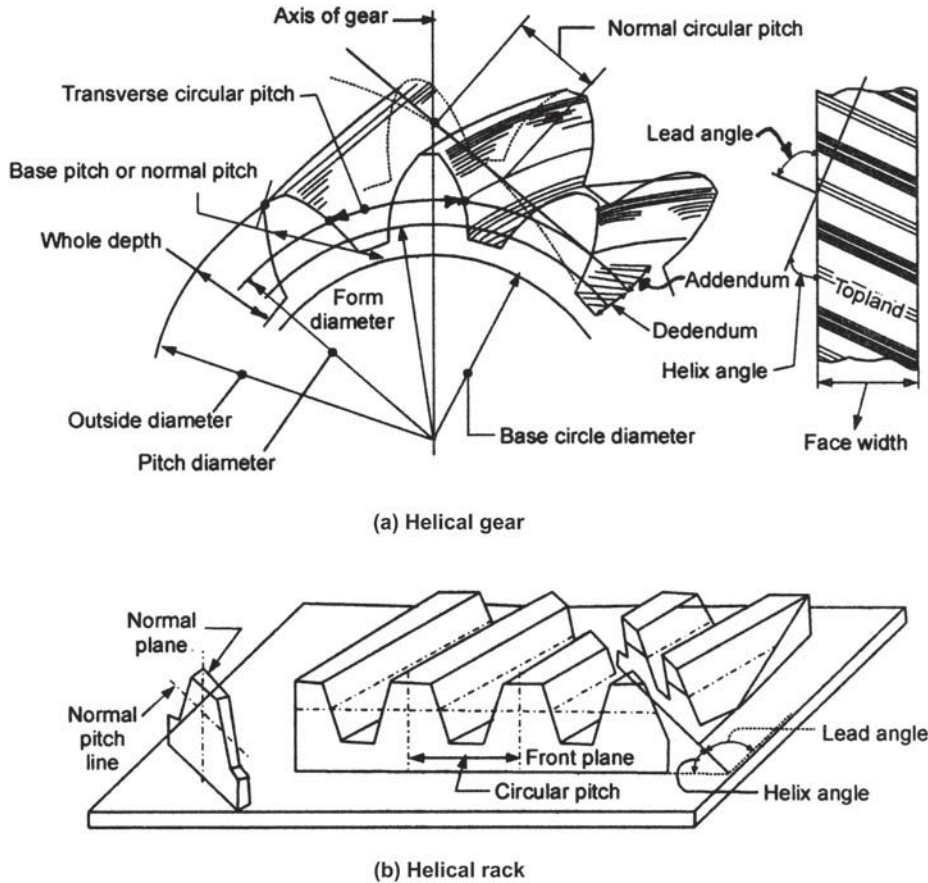 Axis of gear
Normal circular pitch
Transverse circular pitch
Lead angle
Base pitch or normal pitch
Whole depth
Form
diameter
Addendum
Topland
Dedendum
Helix angle
Outside diameter
Base circle diameter
Pitch diameter
Face width
(a) Helical gear
Normal
plane
Normal
pitch
line
Lead angle
Front plane
Circular pitch
Helix angle
(b) Helical rack